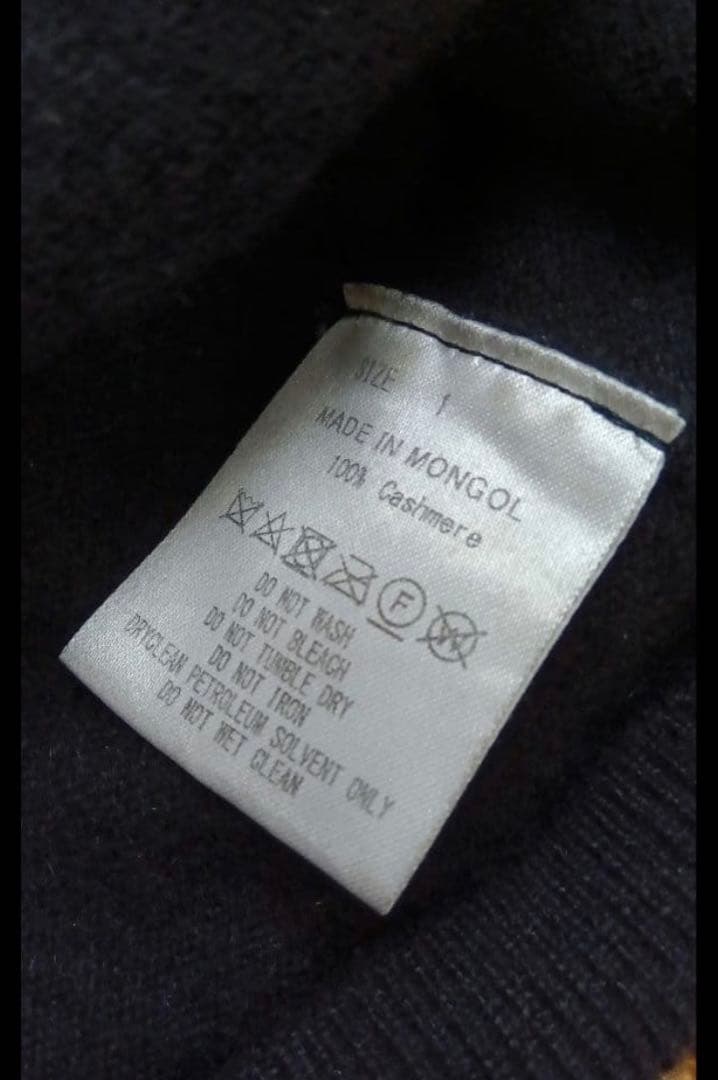 SIZE 1
MADE IN MONGOL
100% Cashmere
F W
DO NOT WASH
DO NOT BLEACH
DO NOT TUMBLE DRY
DO NOT IRON
DRYCLEAN PETROLEUM SOLVENT ONLY
DO NOT WET CLEAN